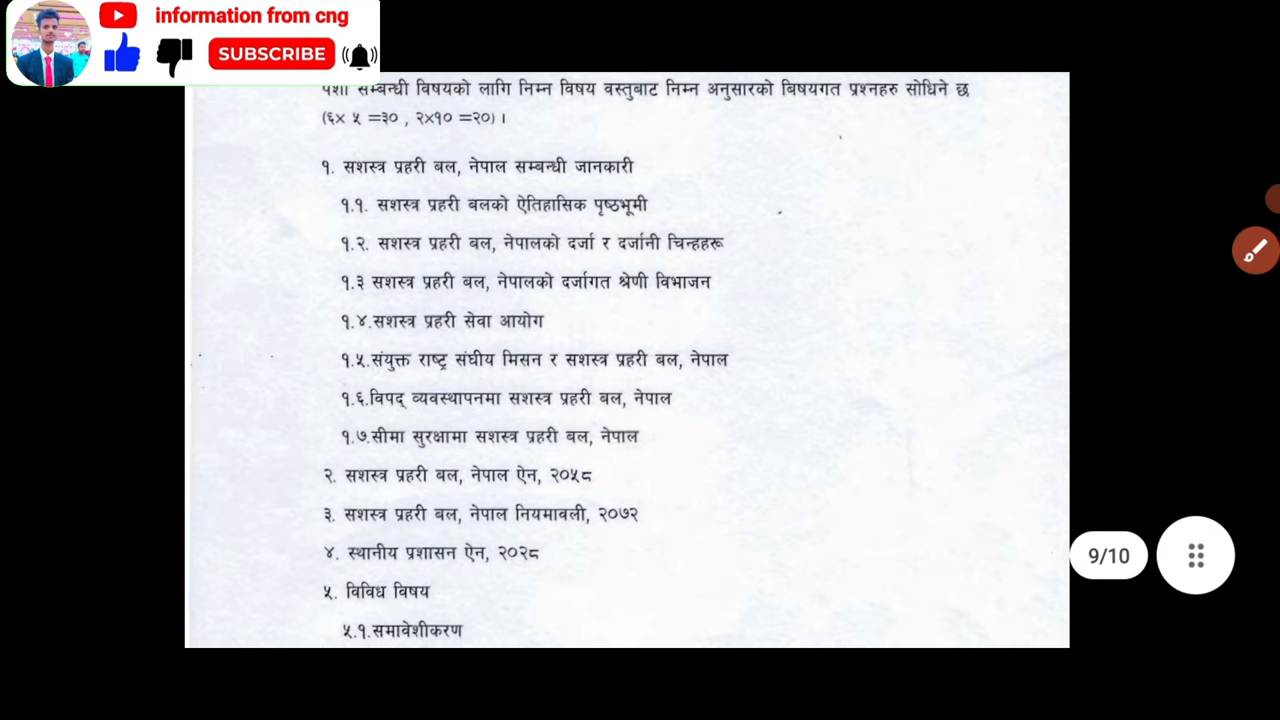 information from cng
SUBSCRIBE
पेशा सम्बन्धी विषयको लागि निम्न विषय वस्तुबाट निम्न अनुसारको बिषयगत प्रश्नहरु सोधिने छ
(६× ५ =३० , २×१० =२०) ।
१. सशस्त्र प्रहरी बल, नेपाल सम्बन्धी जानकारी
१.१. सशस्त्र प्रहरी बलको ऐतिहासिक पृष्ठभूमी
१.२. सशस्त्र प्रहरी बल, नेपालको दर्जा र दर्जानी चिन्हहरू
१.३ सशस्त्र प्रहरी बल, नेपालको दर्जागत श्रेणी विभाजन
१.४.सशस्त्र प्रहरी सेवा आयोग
१.५.संयुक्त राष्ट्र संघीय मिसन र सशस्त्र प्रहरी बल, नेपाल
१.६.विपद् व्यवस्थापनमा सशस्त्र प्रहरी बल, नेपाल
१.७.सीमा सुरक्षामा सशस्त्र प्रहरी बल, नेपाल
२. सशस्त्र प्रहरी बल, नेपाल ऐन, २०५८
३. सशस्त्र प्रहरी बल, नेपाल नियमावली, २०७२
9/10
४. स्थानीय प्रशासन ऐन, २०२८
५. विविध विषय
५.१.समावेशीकरण